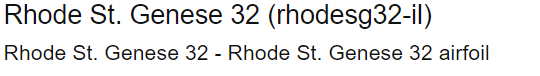 Rhode St. Genese 32 (rhodesg32-il)
Rhode St. Genese 32 - Rhode St. Genese 32 airfoil